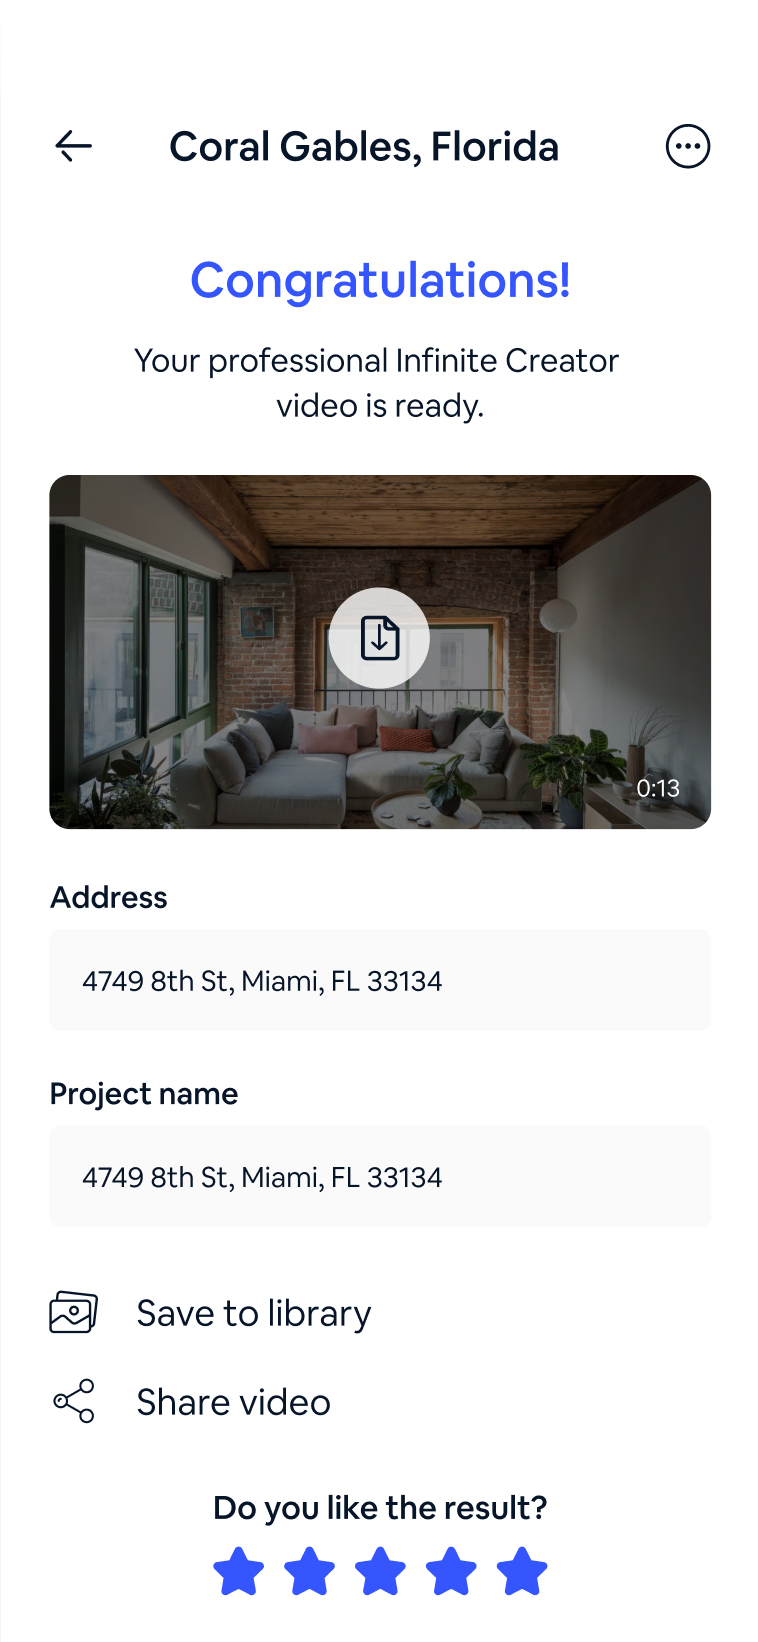 Coral Gables, Florida
Congratulations!
Your professional Infinite Creator
video is ready.
0:13
Address
4749 8th St, Miami, FL 33134
Project name
4749 8th St, Miami, FL 33134
Save to library
Share video
Do you like the result?